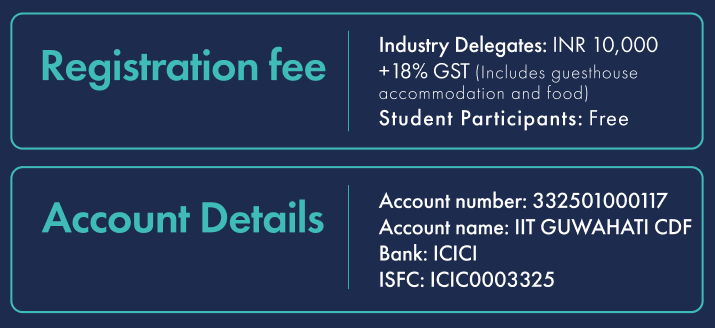 Registration fee
Industry Delegates: INR 10,000
+18% GST (Includes guesthouse
accommodation and food)
Student Participants: Free
Account Details
Account number: 332501000117
Account name: IIT GUWAHATI CDF
Bank: ICICI
ISFC: ICIC0003325